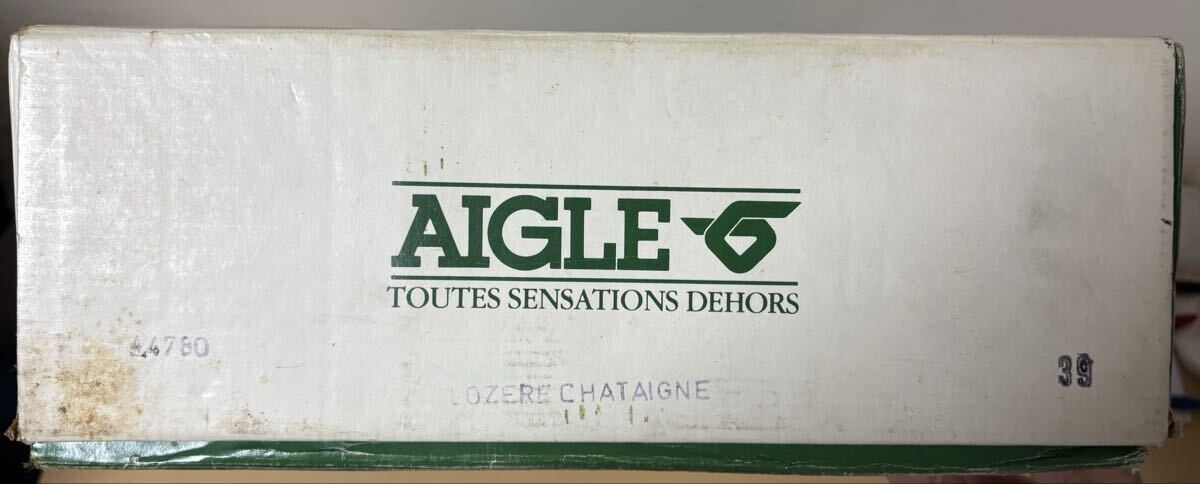 AIGLE
TOUTES SENSATIONS DEHORS
LOZERE CHATAIGNE
39